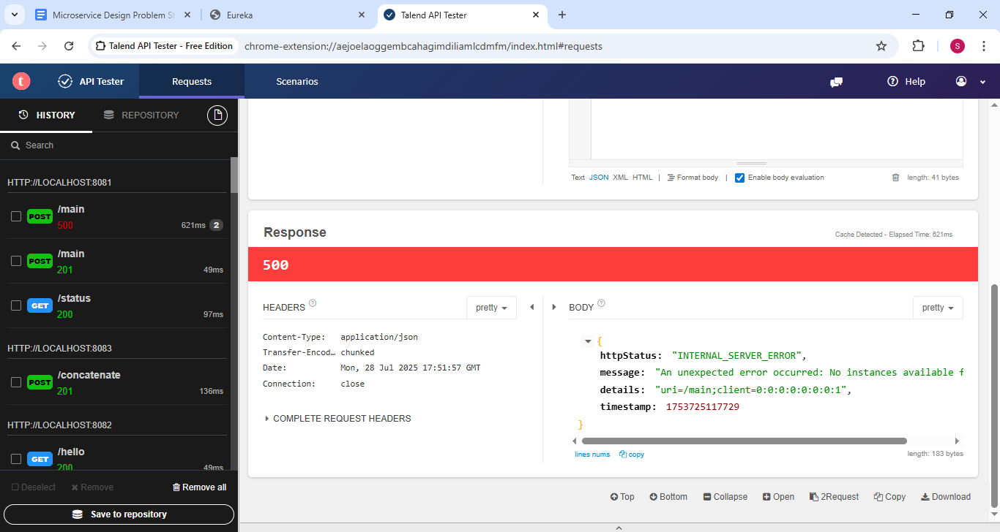 Microservice Design Problem St
Eureka
Talend API Tester
Talend API Tester - Free Edition
chrome-extension://aejoelaoggembcahagimdiliamlcdmfm/index.html#requests
S
t
API Tester
Requests
Scenarios
Help
HISTORY
REPOSITORY
Search
HTTP://LOCALHOST:8081
POST
/main
500
621ms
2
POST
/main
201
49ms
GET
/status
200
97ms
HTTP://LOCALHOST:8083
POST
/concatenate
201
136ms
HTTP://LOCALHOST:8082
GET
/hello
200
49ms
Deselect
Remove
Remove all
Save to repository
Text JSON XML HTML | Format body | Enable body evaluation
length: 41 bytes
Response
Cache Detected - Elapsed Time: 621ms
500
HEADERS ?
pretty
Content-Type: application/json
Transfer-Encod… chunked
Date: Mon, 28 Jul 2025 17:51:57 GMT
Connection: close
COMPLETE REQUEST HEADERS
BODY ?
pretty
{
httpStatus: "INTERNAL_SERVER_ERROR",
message: "An unexpected error occurred: No instances available f
details: "uri=/main;client=0:0:0:0:0:0:0:1",
timestamp: 1753725117729
}
lines nums
copy
length: 183 bytes
Top
Bottom
Collapse
Open
2Request
Copy
Download